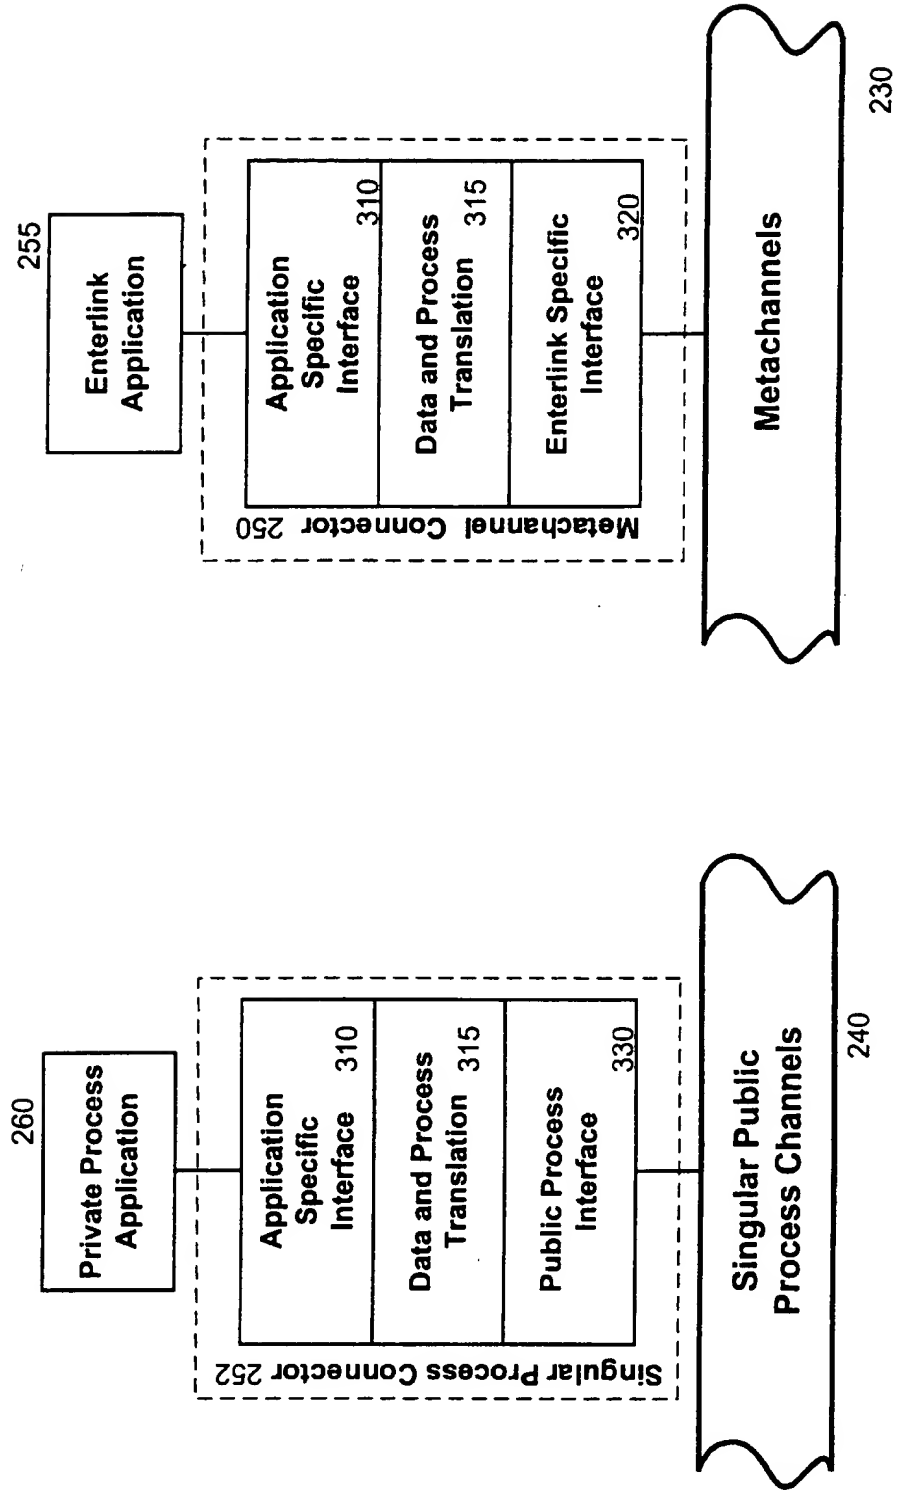 260
Private Process
Application
Singular Process Connector 252
Application
Specific
Interface
310
Data and Process
Translation
315
Public Process
Interface
330
Singular Public
Process Channels
240
255
Enterlink
Application
Metachannel Connector 250
Application
Specific
Interface
310
Data and Process
Translation
315
Enterlink Specific
Interface
320
Metachannels
230